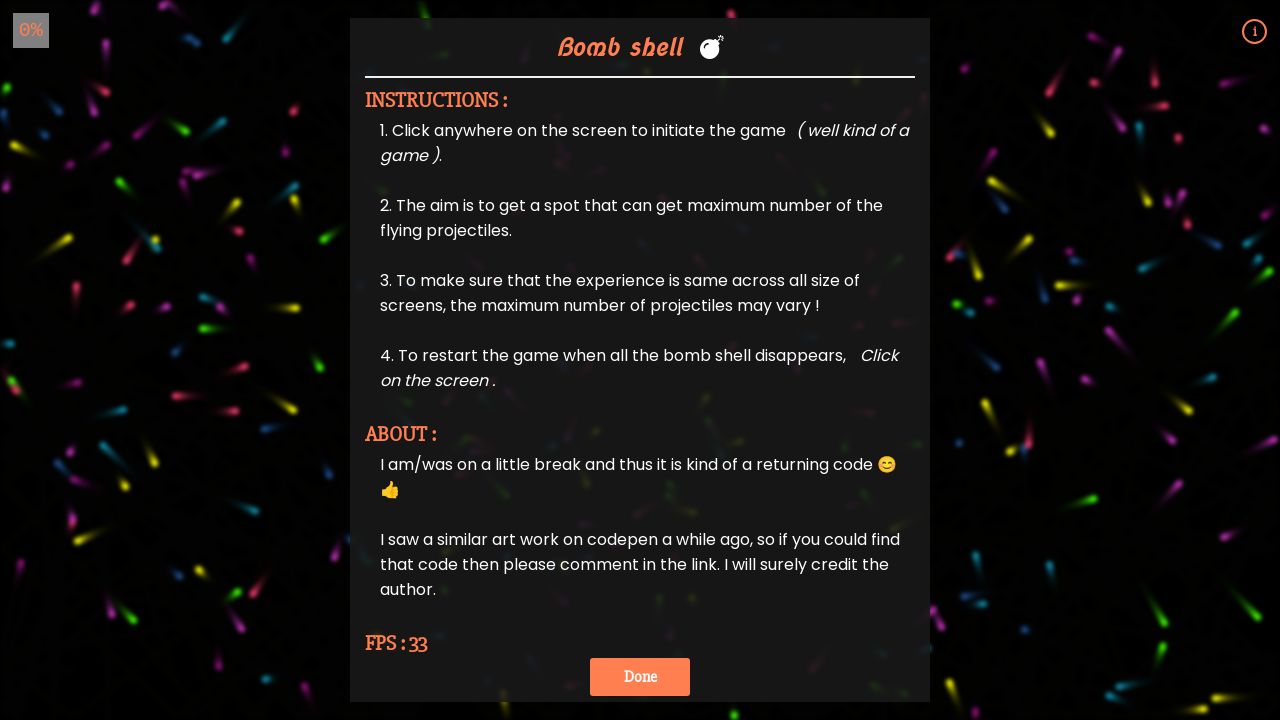 0%
i
Bomb shell 💣
INSTRUCTIONS :
1. Click anywhere on the screen to initiate the game ( well kind of a
game ).
2. The aim is to get a spot that can get maximum number of the
flying projectiles.
3. To make sure that the experience is same across all size of
screens, the maximum number of projectiles may vary !
4. To restart the game when all the bomb shell disappears, Click
on the screen .
ABOUT :
I am/was on a little break and thus it is kind of a returning code 😊
👍
I saw a similar art work on codepen a while ago, so if you could find
that code then please comment in the link. I will surely credit the
author.
FPS : 33
Done